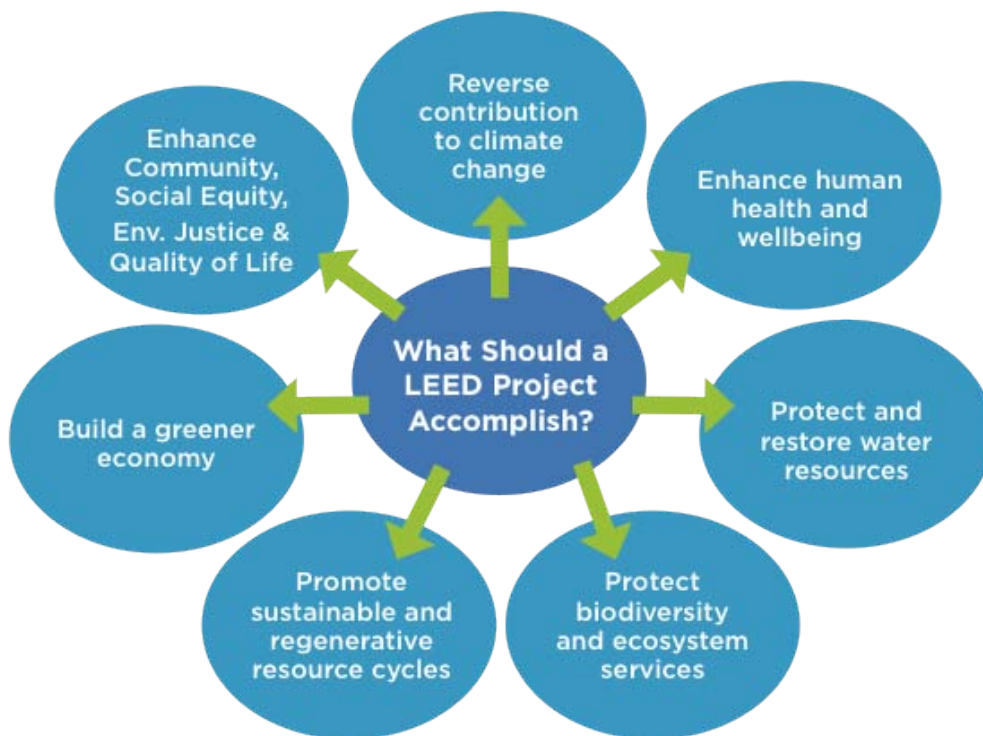 Reverse
contribution
to climate
change
Enhance human
health and
wellbeing
Protect and
restore water
resources
Protect
biodiversity
and ecosystem
services
Promote
sustainable and
regenerative
resource cycles
Build a greener
economy
Enhance
Community,
Social Equity,
Env. Justice &
Quality of Life
What Should a
LEED Project
Accomplish?